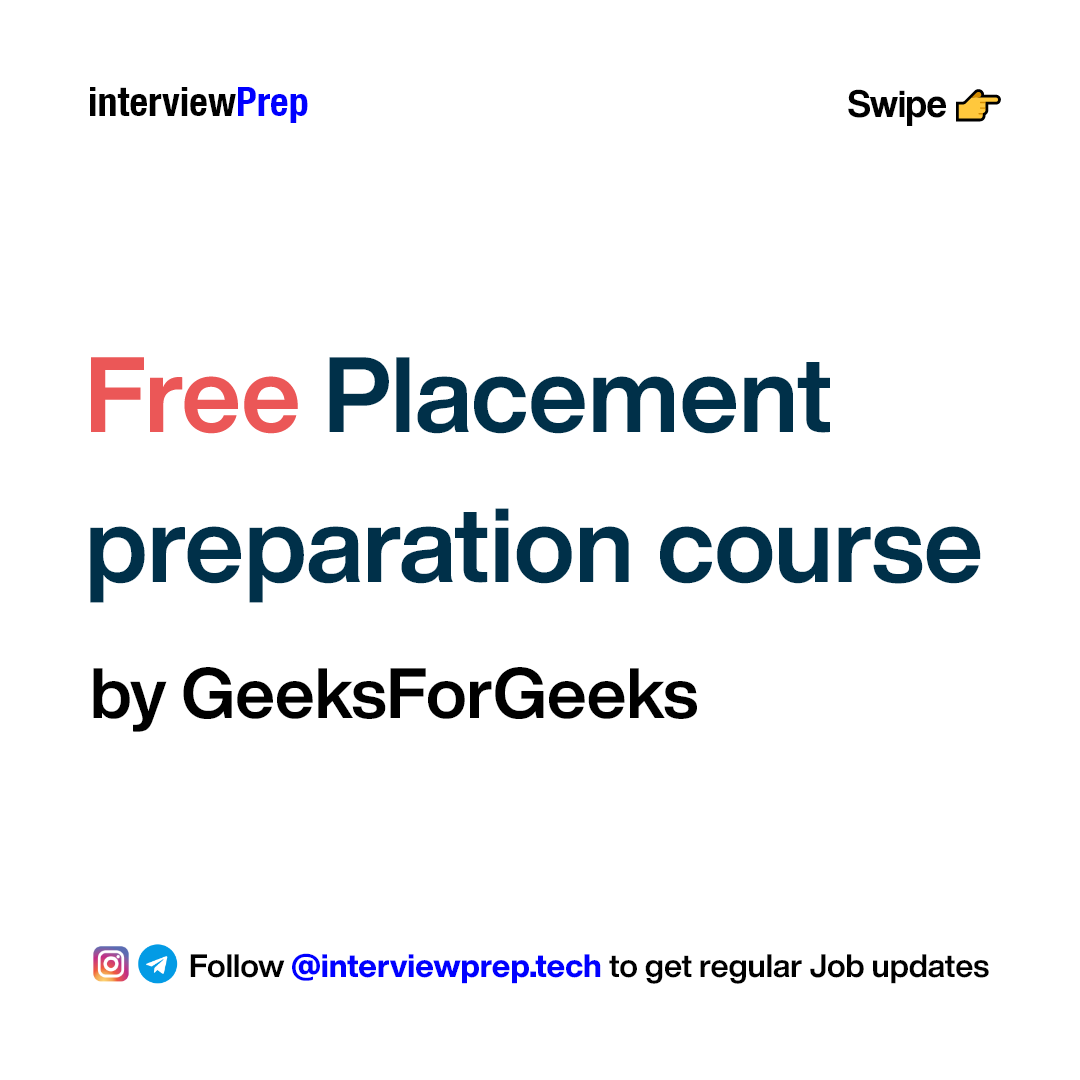 interviewPrep
Swipe 👉
Free Placement
preparation course
by GeeksForGeeks
Follow @interviewprep.tech to get regular Job updates